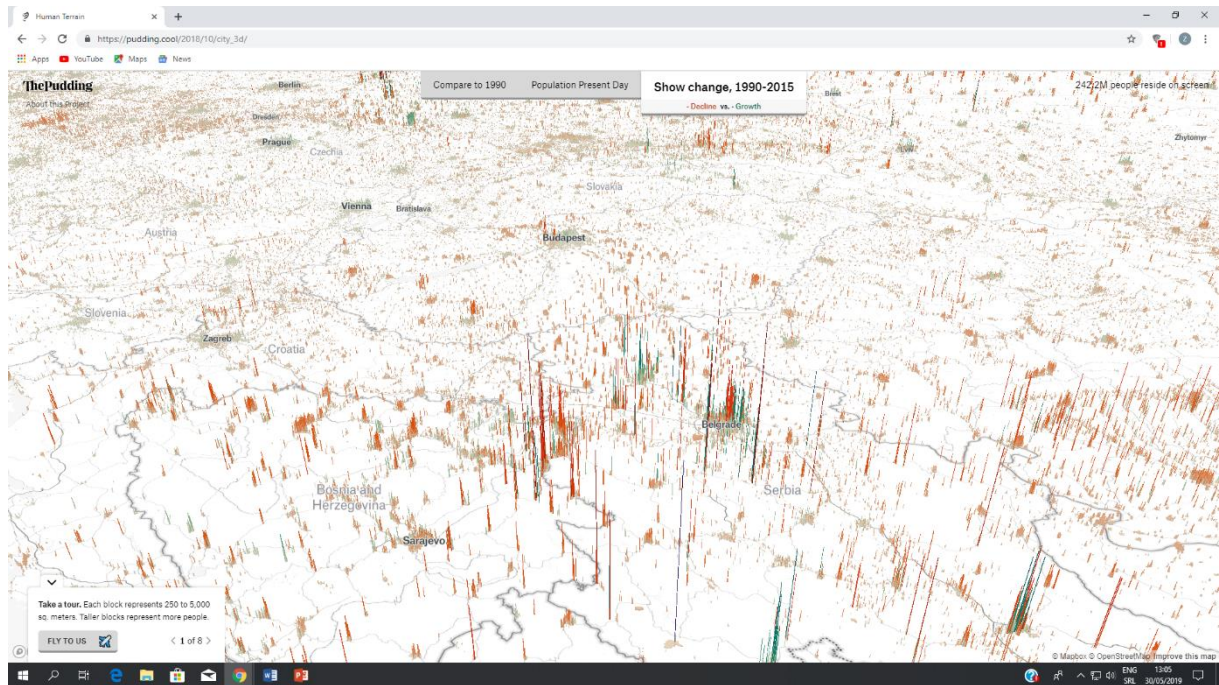 Human Terrain
https://pudding.cool/2018/10/city_3d/
Apps YouTube Maps News
The Pudding
About this Project
Compare to 1990
Population Present Day
Show change, 1990-2015
- Decline vs. - Growth
242.2M people reside on screen
Berlin
Brest
Dresden
Lviv
Zhytomyr
Prague
Czechia
Slovakia
Vienna
Bratislava
Austria
Budapest
Slovenia
Zagreb
Croatia
Belgrade
Bosnia and
Herzegovina
Serbia
Sarajevo
Take a tour. Each block represents 250 to 5,000
sq. meters. Taller blocks represent more people.
FLY TO US
< 1 of 8 >
© Mapbox © OpenStreetMap Improve this map
ENG
SRL
13:05
30/05/2019